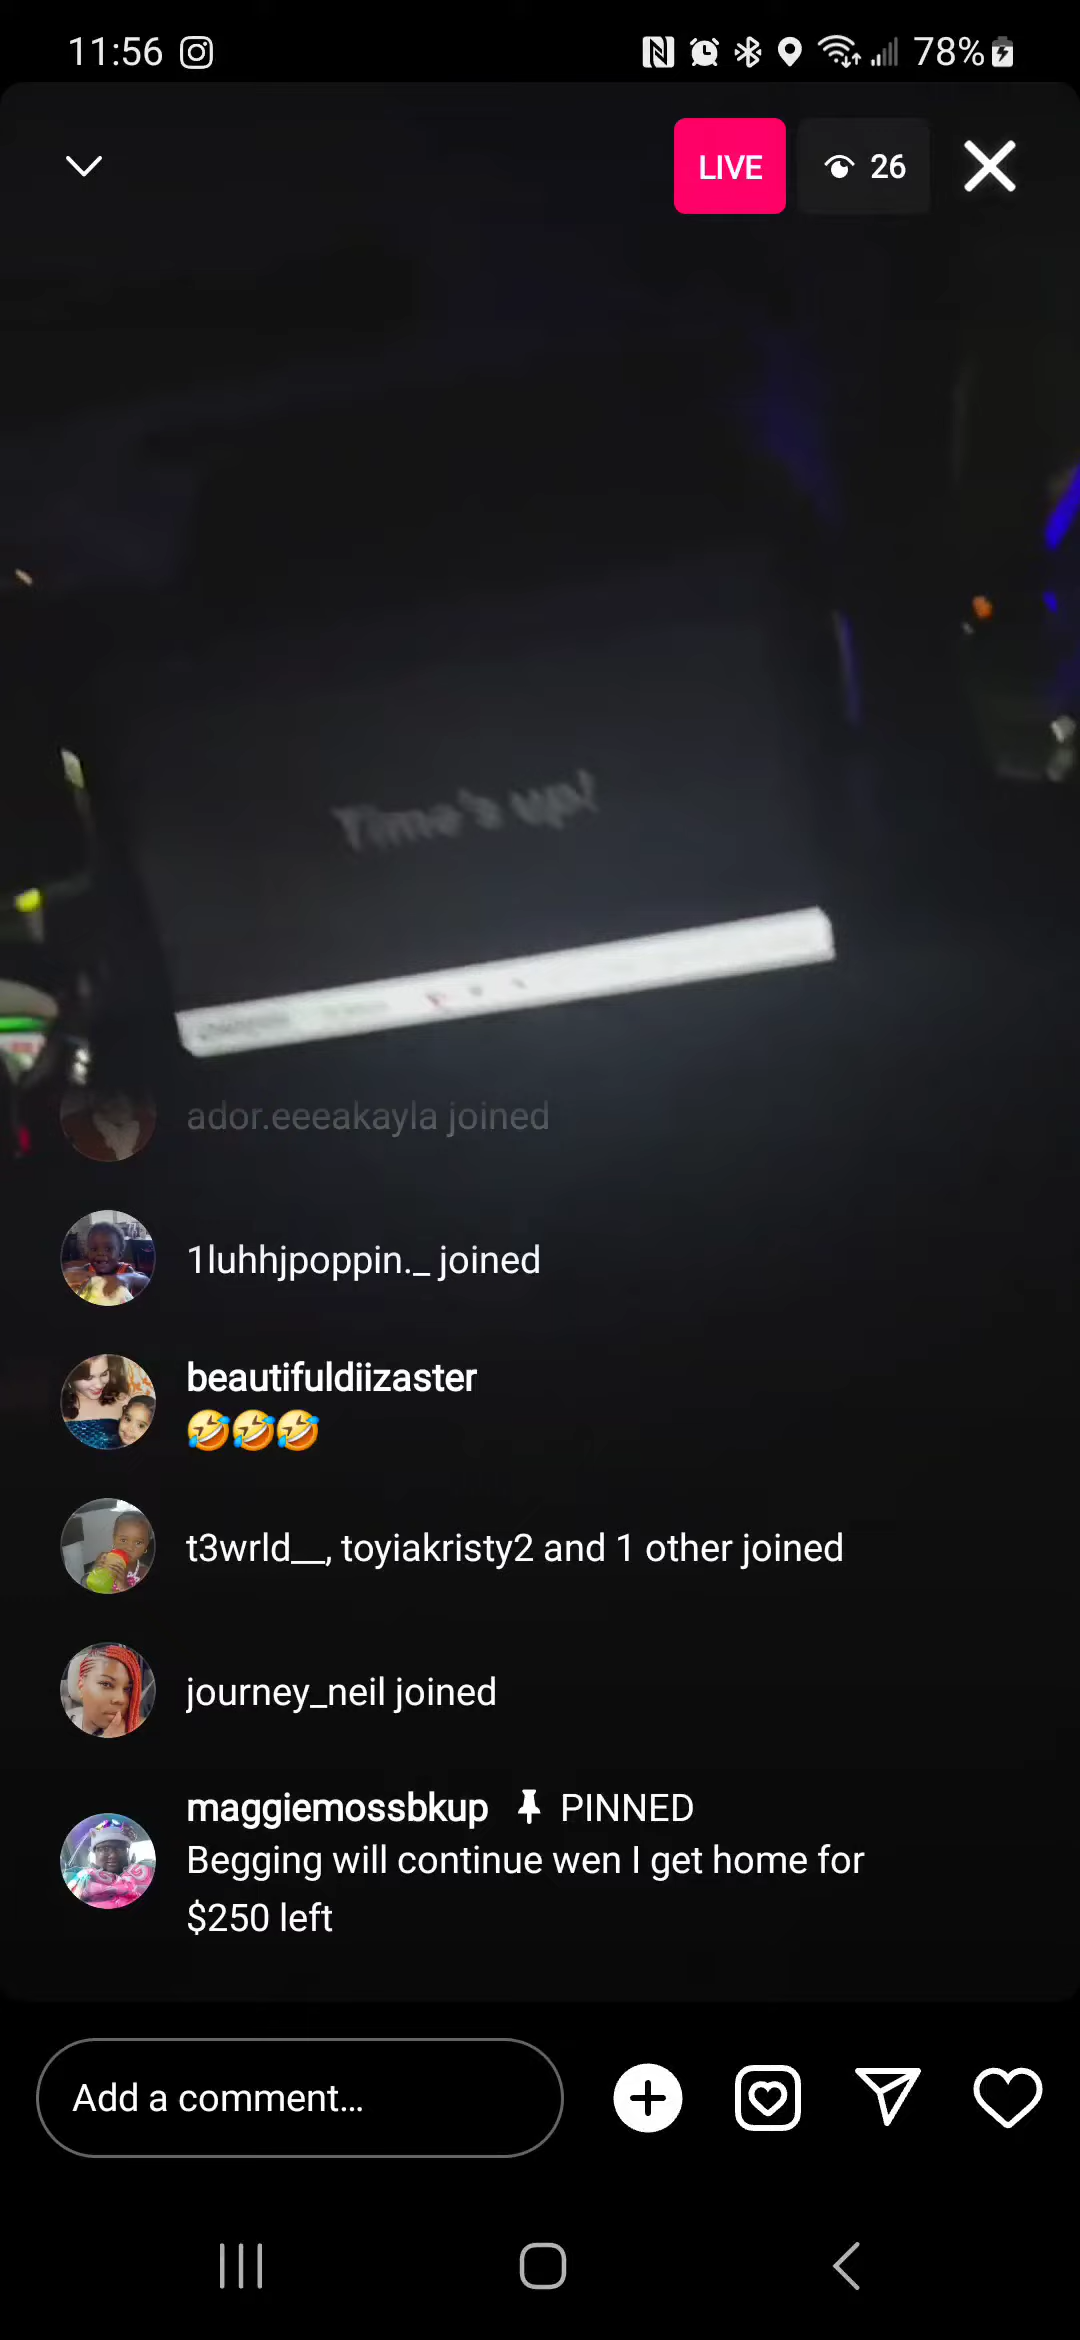 11:56
78%
LIVE
26
Time's up!
ador.eeeakayla joined
1luhhjpoppin._ joined
beautifuldiizaster
🤣🤣🤣
t3wrld__, toyiakristy2 and 1 other joined
journey_neil joined
maggiemossbkup PINNED
Begging will continue wen I get home for
$250 left
Add a comment...